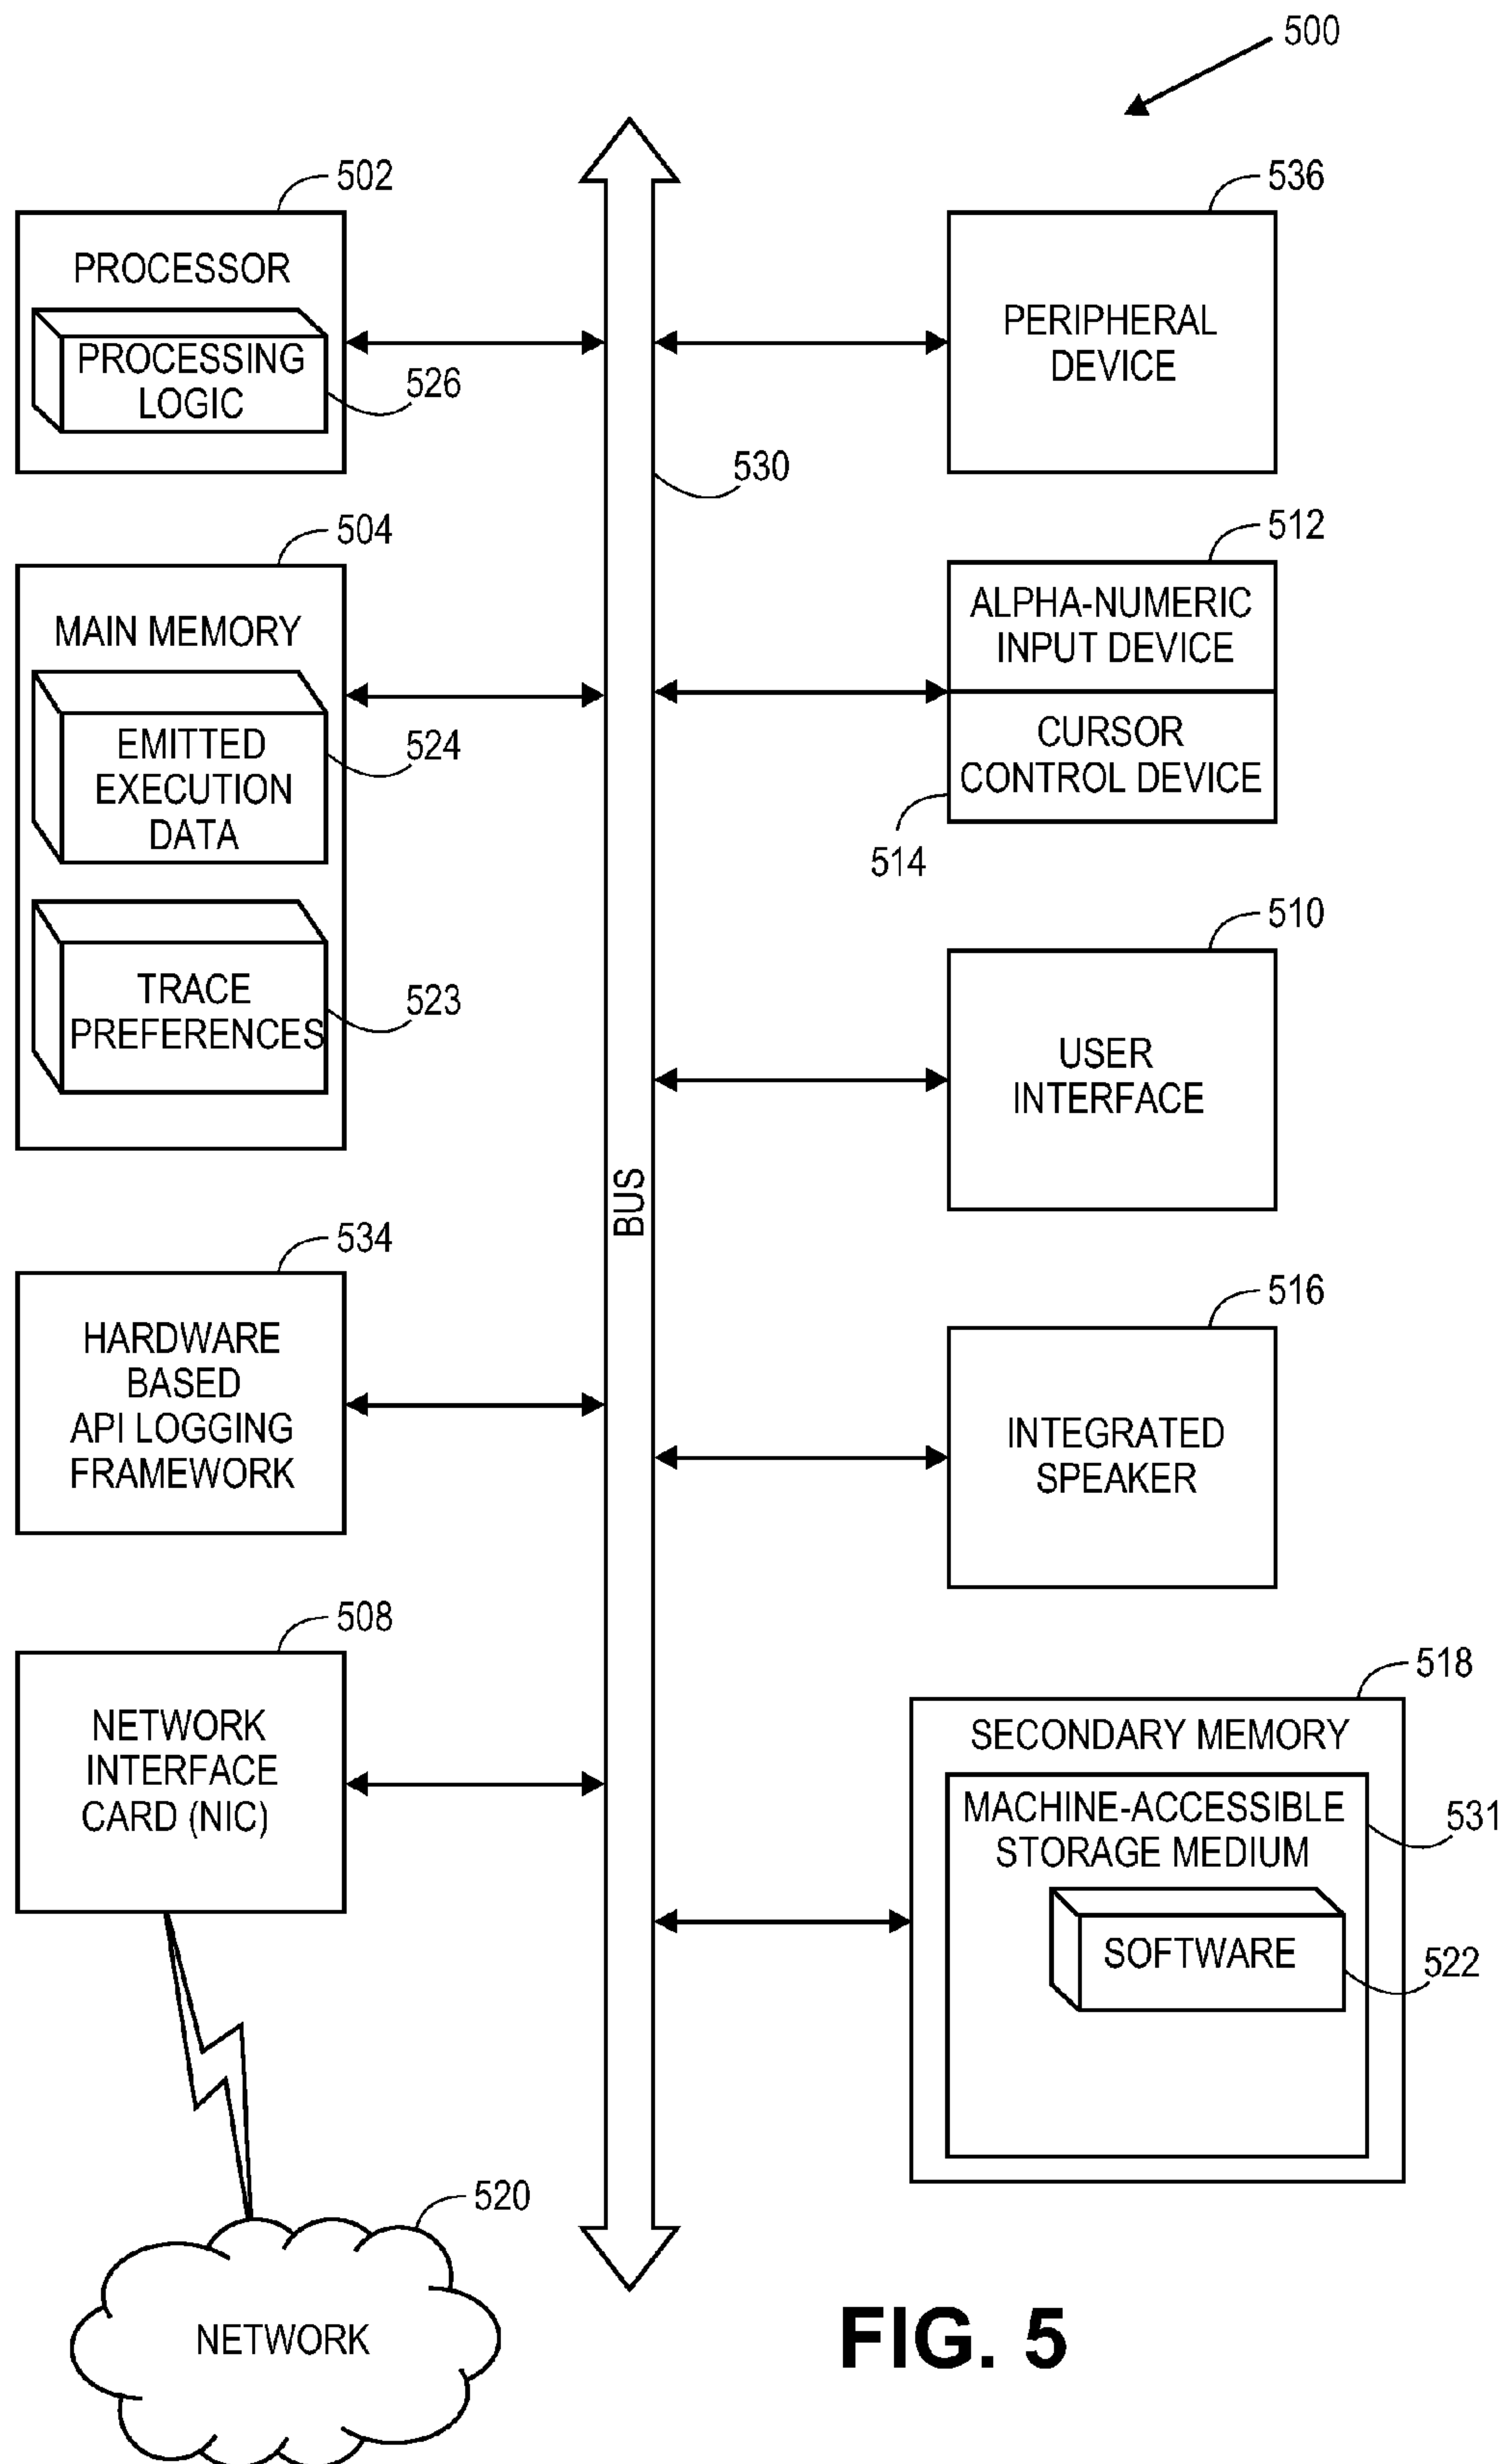 500
502
PROCESSOR
PROCESSING
LOGIC
526
536
PERIPHERAL
DEVICE
530
504
MAIN MEMORY
EMITTED
EXECUTION
DATA
524
TRACE
PREFERENCES
523
512
ALPHA-NUMERIC
INPUT DEVICE
CURSOR
CONTROL DEVICE
514
510
USER
INTERFACE
BUS
534
HARDWARE
BASED
API LOGGING
FRAMEWORK
516
INTEGRATED
SPEAKER
508
NETWORK
INTERFACE
CARD (NIC)
518
SECONDARY MEMORY
MACHINE-ACCESSIBLE
STORAGE MEDIUM
531
SOFTWARE
522
520
NETWORK
FIG. 5